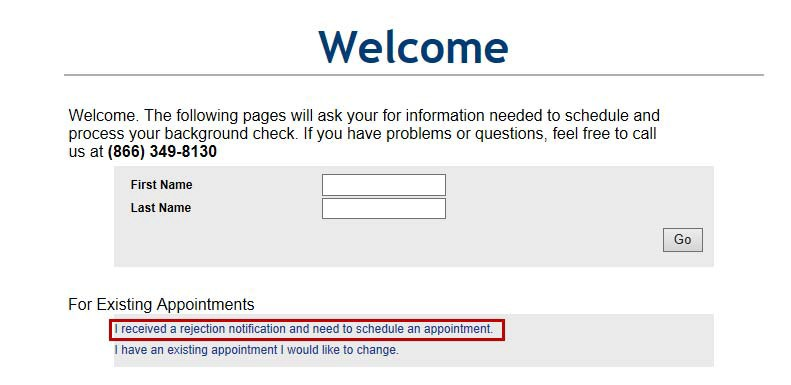 Welcome
Welcome. The following pages will ask your for information needed to schedule and
process your background check. If you have problems or questions, feel free to call
us at (866) 349-8130
First Name
Last Name
Go
For Existing Appointments
I received a rejection notification and need to schedule an appointment.
I have an existing appointment I would like to change.